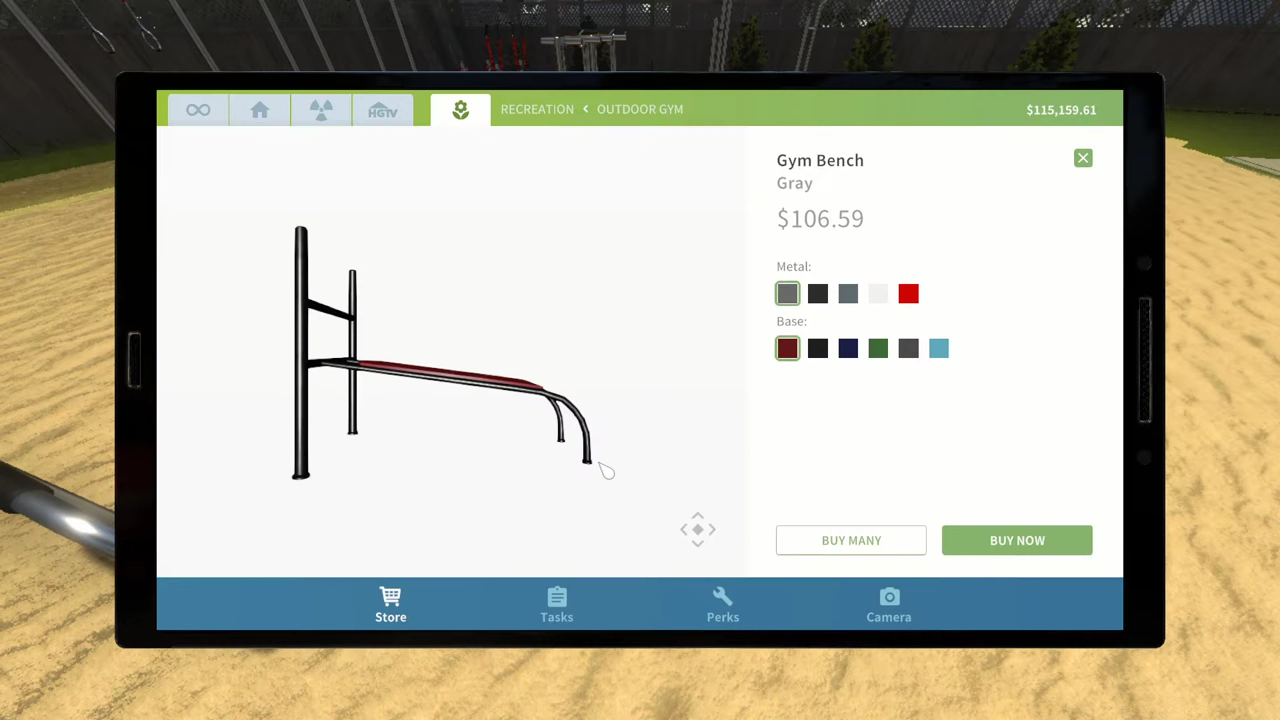 HGTV
RECREATION < OUTDOOR GYM
$115,159.61
Gym Bench
Gray
$106.59
Metal:
Base:
BUY MANY
BUY NOW
Store
Tasks
Perks
Camera